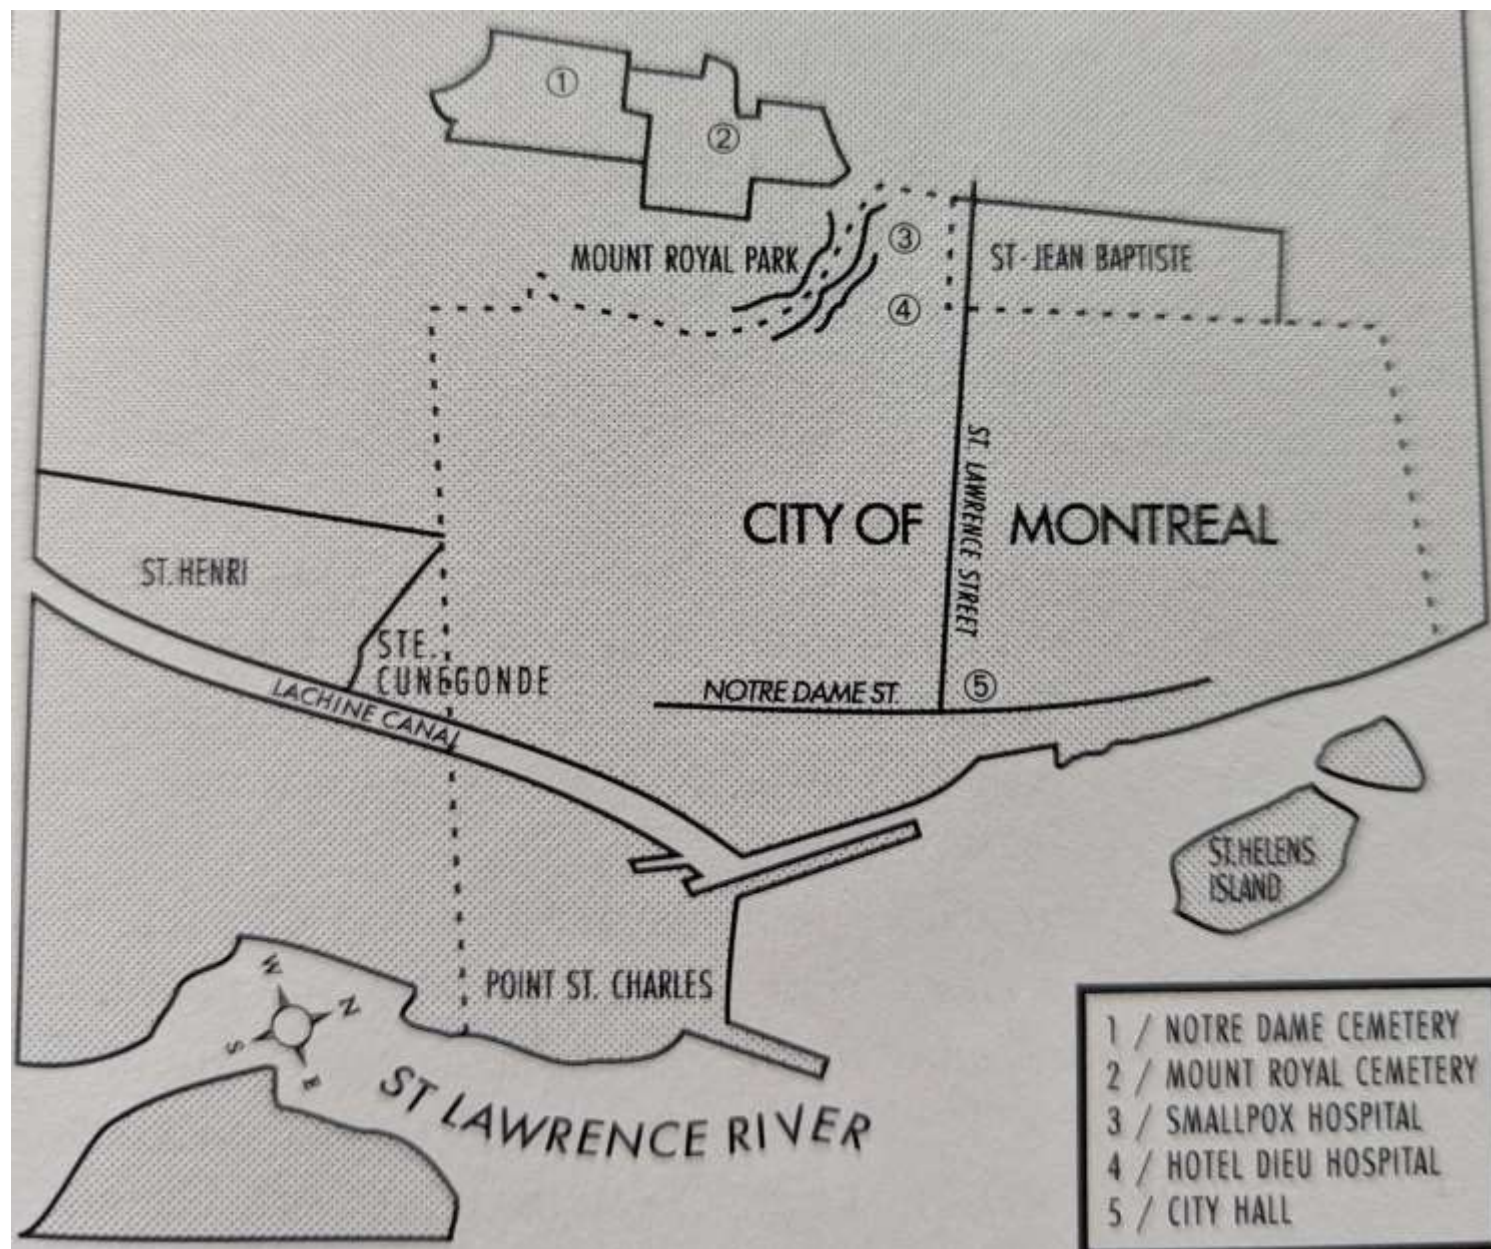 1
2
MOUNT ROYAL PARK
3
ST-JEAN BAPTISTE
4
CITY OF MONTREAL
ST. LAWRENCE STREET
ST. HENRI
STE.
CUNEGONDE
LACHINE CANAL
NOTRE DAME ST.
5
ST. HELENS
ISLAND
POINT ST. CHARLES
W
N
S
E
ST LAWRENCE RIVER
1 / NOTRE DAME CEMETERY
2 / MOUNT ROYAL CEMETERY
3 / SMALLPOX HOSPITAL
4 / HOTEL DIEU HOSPITAL
5 / CITY HALL